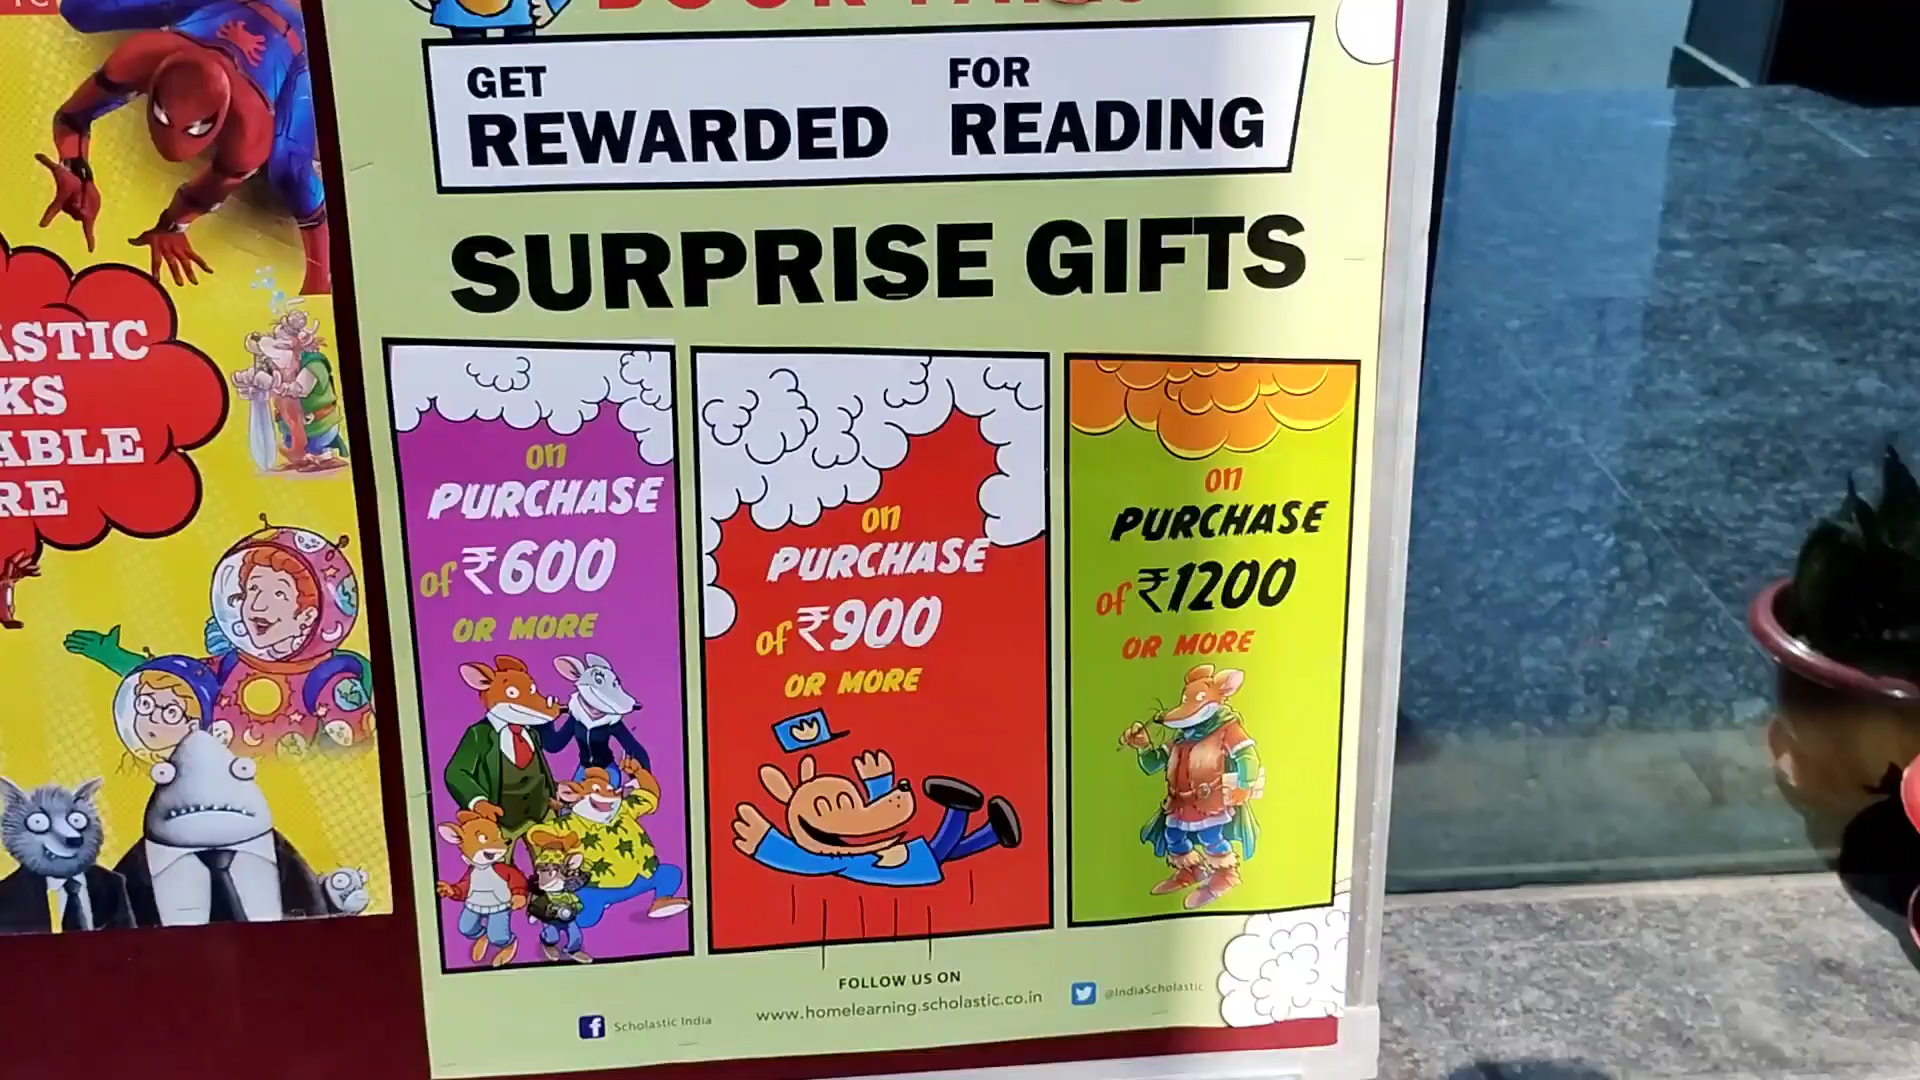 GET
REWARDED
FOR
READING
SURPRISE GIFTS
on
PURCHASE
of ₹600
OR MORE
on
PURCHASE
of ₹900
OR MORE
on
PURCHASE
of ₹1200
OR MORE
FOLLOW US ON
www.homelearning.scholastic.co.in
Scholastic India
@IndiaScholastic
ASTIC
KS
ABLE
RE